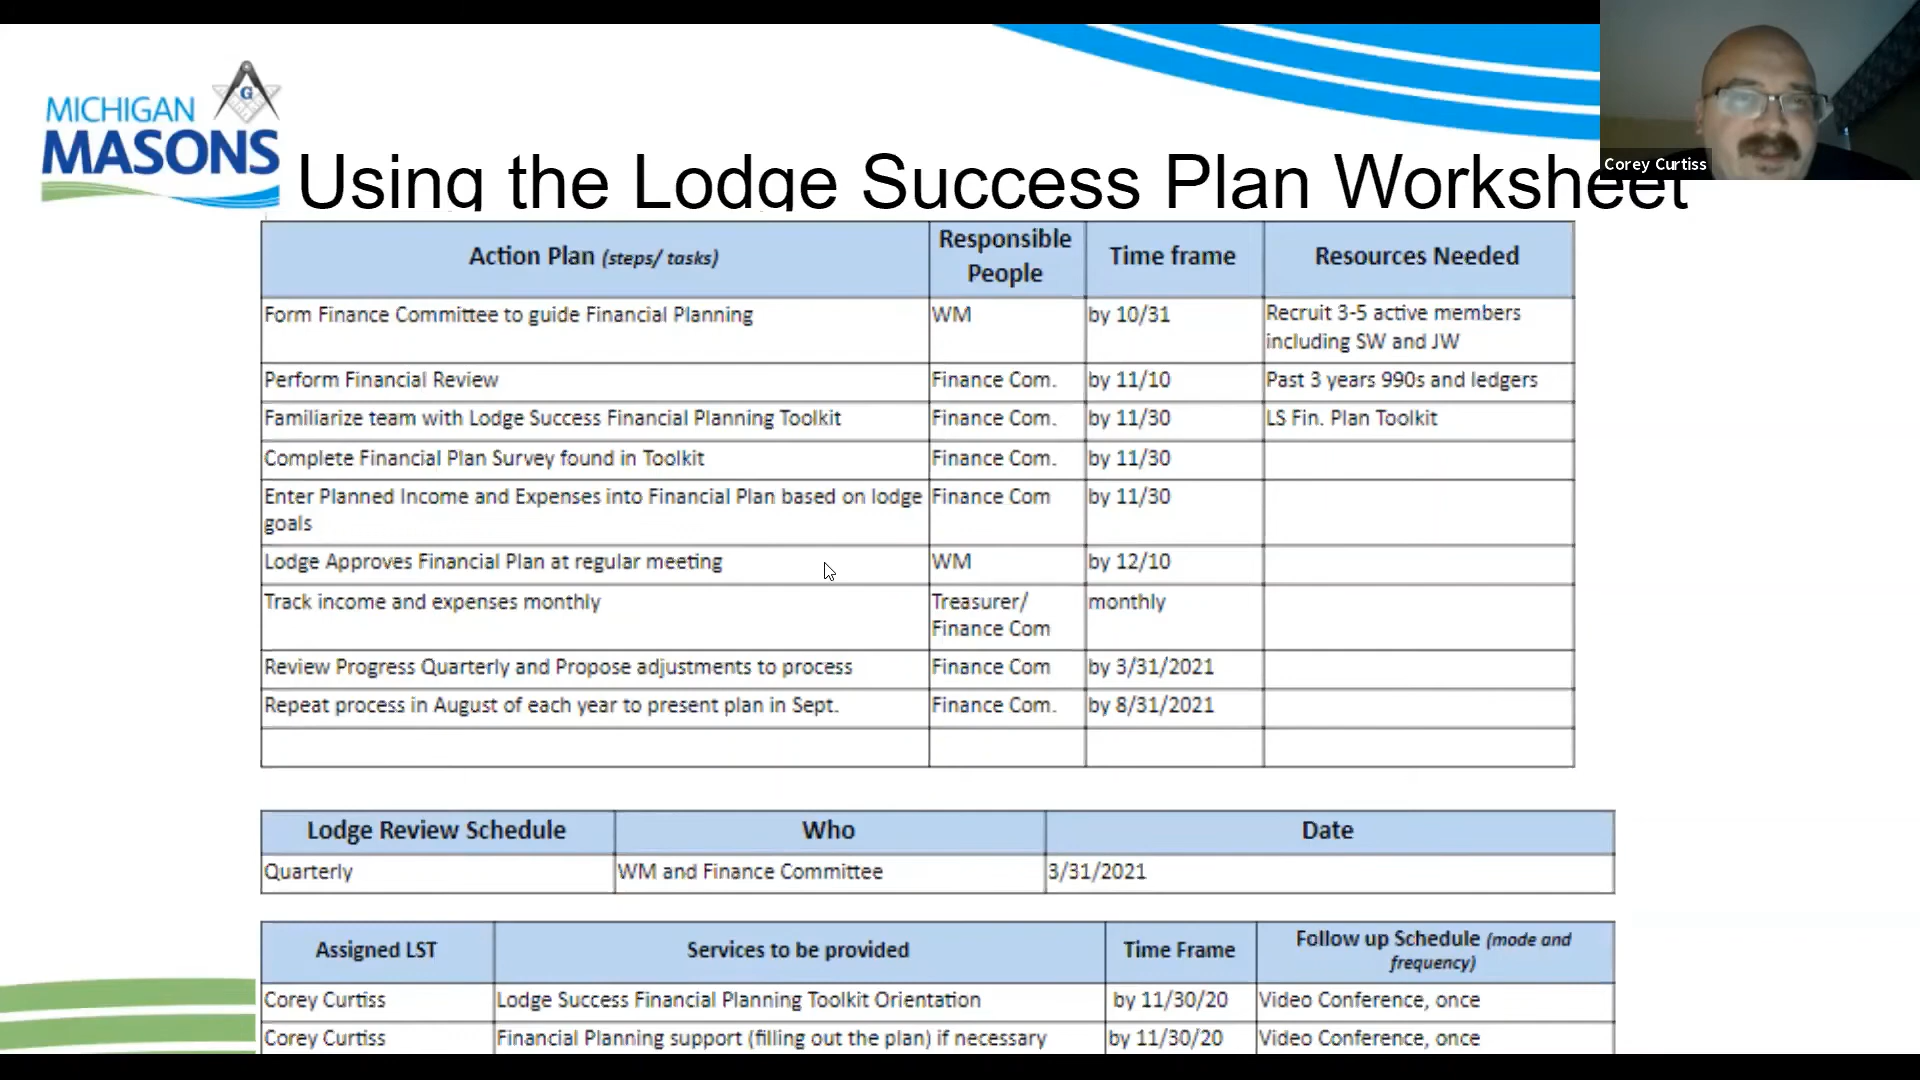 MICHIGAN
G
MASONS
Corey Curtiss
Using the Lodge Success Plan Worksheet
Action Plan (steps/ tasks)
Responsible
People
Time frame
Resources Needed
Form Finance Committee to guide Financial Planning
WM
by 10/31
Recruit 3-5 active members
including SW and JW
Perform Financial Review
Finance Com.
by 11/10
Past 3 years 990s and ledgers
Familiarize team with Lodge Success Financial Planning Toolkit
Finance Com.
by 11/30
LS Fin. Plan Toolkit
Complete Financial Plan Survey found in Toolkit
Finance Com.
by 11/30
Enter Planned Income and Expenses into Financial Plan based on lodge
goals
Finance Com
by 11/30
Lodge Approves Financial Plan at regular meeting
WM
by 12/10
Track income and expenses monthly
Treasurer/
Finance Com
monthly
Review Progress Quarterly and Propose adjustments to process
Finance Com
by 3/31/2021
Repeat process in August of each year to present plan in Sept.
Finance Com.
by 8/31/2021
Lodge Review Schedule
Who
Date
Quarterly
WM and Finance Committee
3/31/2021
Assigned LST
Services to be provided
Time Frame
Follow up Schedule (mode and
frequency)
Corey Curtiss
Lodge Success Financial Planning Toolkit Orientation
by 11/30/20
Video Conference, once
Corey Curtiss
Financial Planning support (filling out the plan) if necessary
by 11/30/20
Video Conference, once